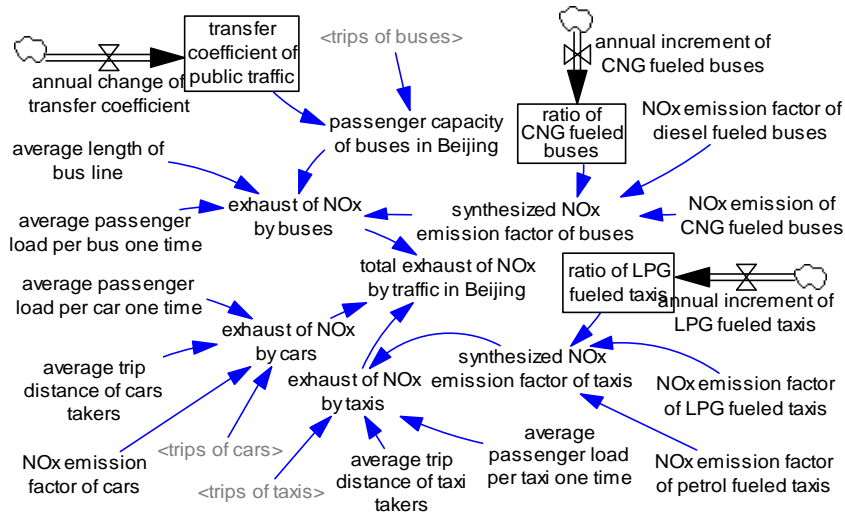 transfer
coefficient of
public traffic
<trips of buses>
annual increment of
CNG fueled buses
annual change of
transfer coefficient
ratio of
CNG fueled
buses
NOx emission factor of
diesel fueled buses
passenger capacity
of buses in Beijing
average length of
bus line
exhaust of NOx
by buses
synthesized NOx
emission factor of buses
NOx emission of
CNG fueled buses
average passenger
load per bus one time
total exhaust of NOx
by traffic in Beijing
ratio of LPG
fueled taxis
annual increment of
LPG fueled taxis
average passenger
load per car one time
exhaust of NOx
by cars
average trip
distance of cars
takers
exhaust of NOx
by taxis
synthesized NOx
emission factor of taxis
NOx emission factor
of LPG fueled taxis
<trips of cars>
NOx emission
factor of cars
<trips of taxis>
average trip
distance of taxi
takers
average
passenger load
per taxi one time
NOx emission factor
of petrol fueled taxis